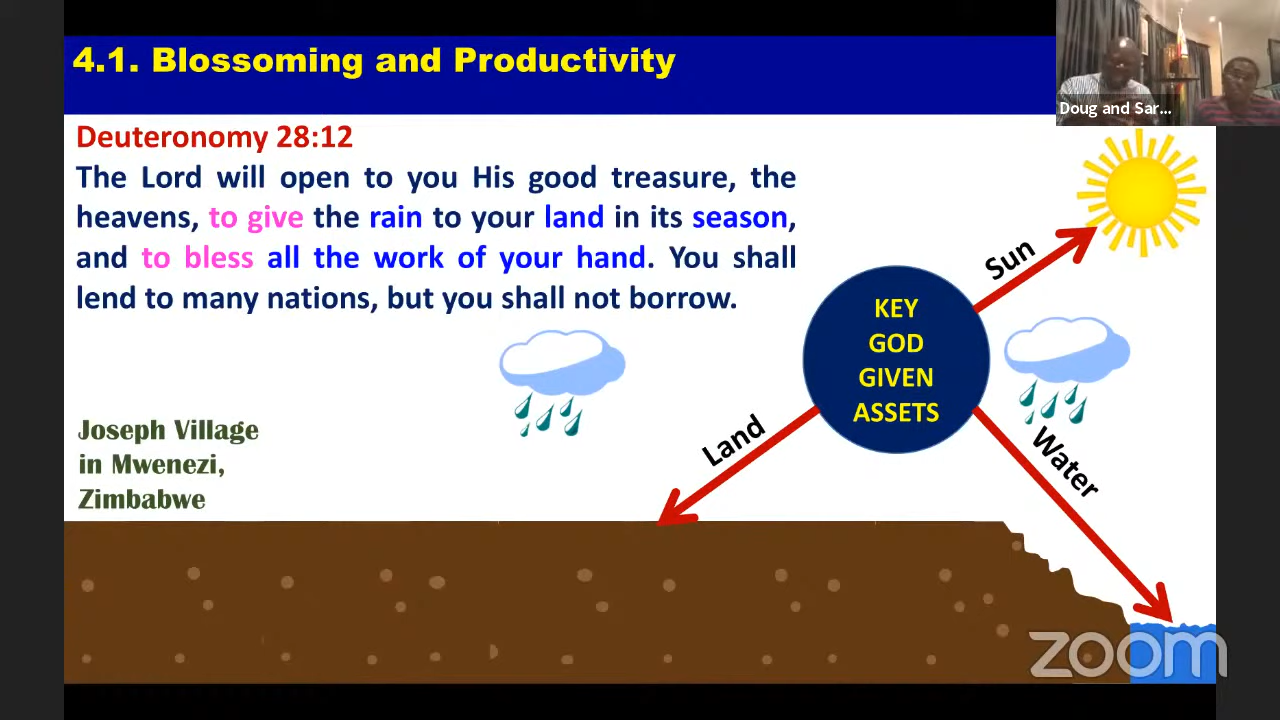 4.1. Blossoming and Productivity
Doug and Sar...
Deuteronomy 28:12
The Lord will open to you His good treasure, the
heavens, to give the rain to your land in its season,
and to bless all the work of your hand. You shall
lend to many nations, but you shall not borrow.
Sun
KEY
GOD
GIVEN
ASSETS
Land
Water
Joseph Village
in Mwenezi,
Zimbabwe
zoom